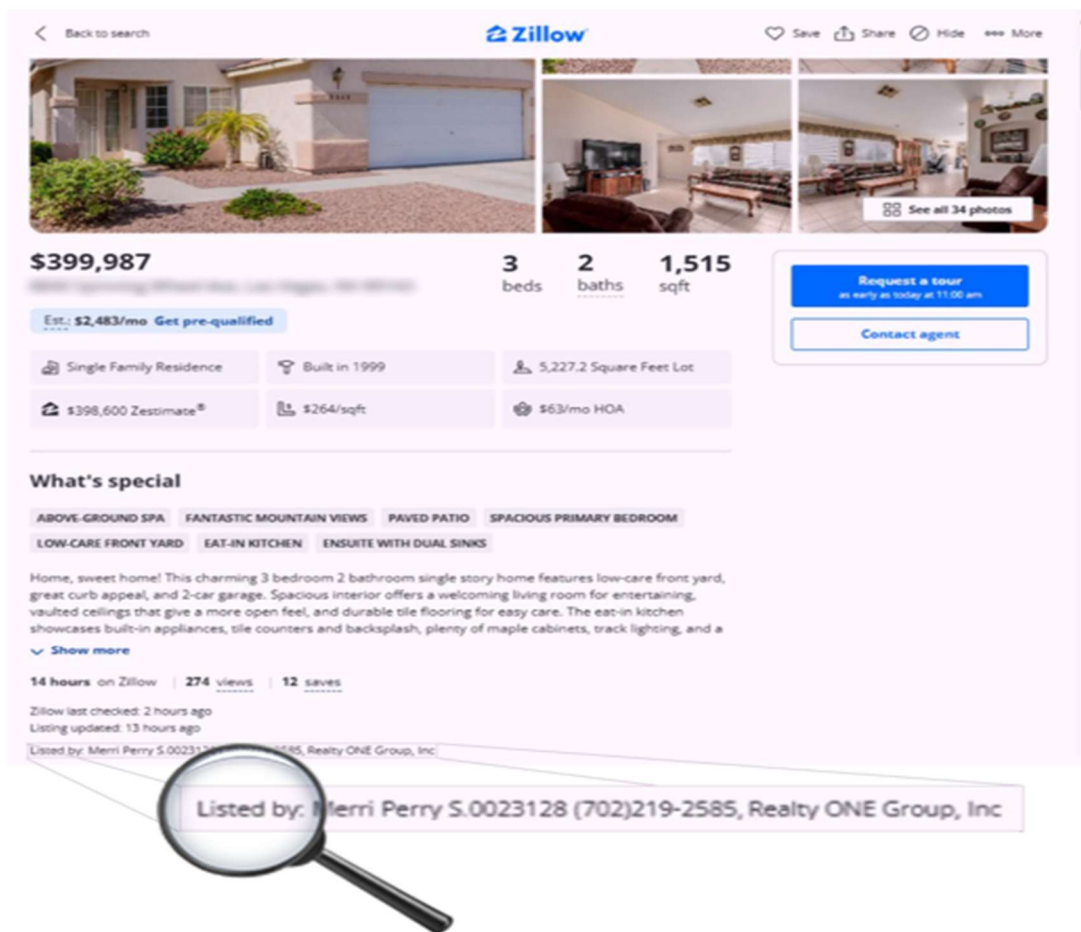 Back to search
Zillow
Save Share Hide More
See all 34 photos
$399,987
3 beds
2 baths
1,515 sqft
Request a tour
as early as today at 11:00 am
Contact agent
Est.: $2,483/mo Get pre-qualified
Single Family Residence
Built in 1999
5,227.2 Square Feet Lot
$398,600 Zestimate®
$264/sqft
$63/mo HOA
What's special
ABOVE-GROUND SPA FANTASTIC MOUNTAIN VIEWS PAVED PATIO SPACIOUS PRIMARY BEDROOM
LOW-CARE FRONT YARD EAT-IN KITCHEN ENSUITE WITH DUAL SINKS
Home, sweet home! This charming 3 bedroom 2 bathroom single story home features low-care front yard,
great curb appeal, and 2-car garage. Spacious interior offers a welcoming living room for entertaining,
vaulted ceilings that give a more open feel, and durable tile flooring for easy care. The eat-in kitchen
showcases built-in appliances, tile counters and backsplash, plenty of maple cabinets, track lighting, and a
Show more
14 hours on Zillow | 274 views | 12 saves
Zillow last checked: 2 hours ago
Listing updated: 13 hours ago
Listed by: Merri Perry S.00231 2585, Realty ONE Group, Inc
Listed by: Merri Perry S.0023128 (702)219-2585, Realty ONE Group, Inc